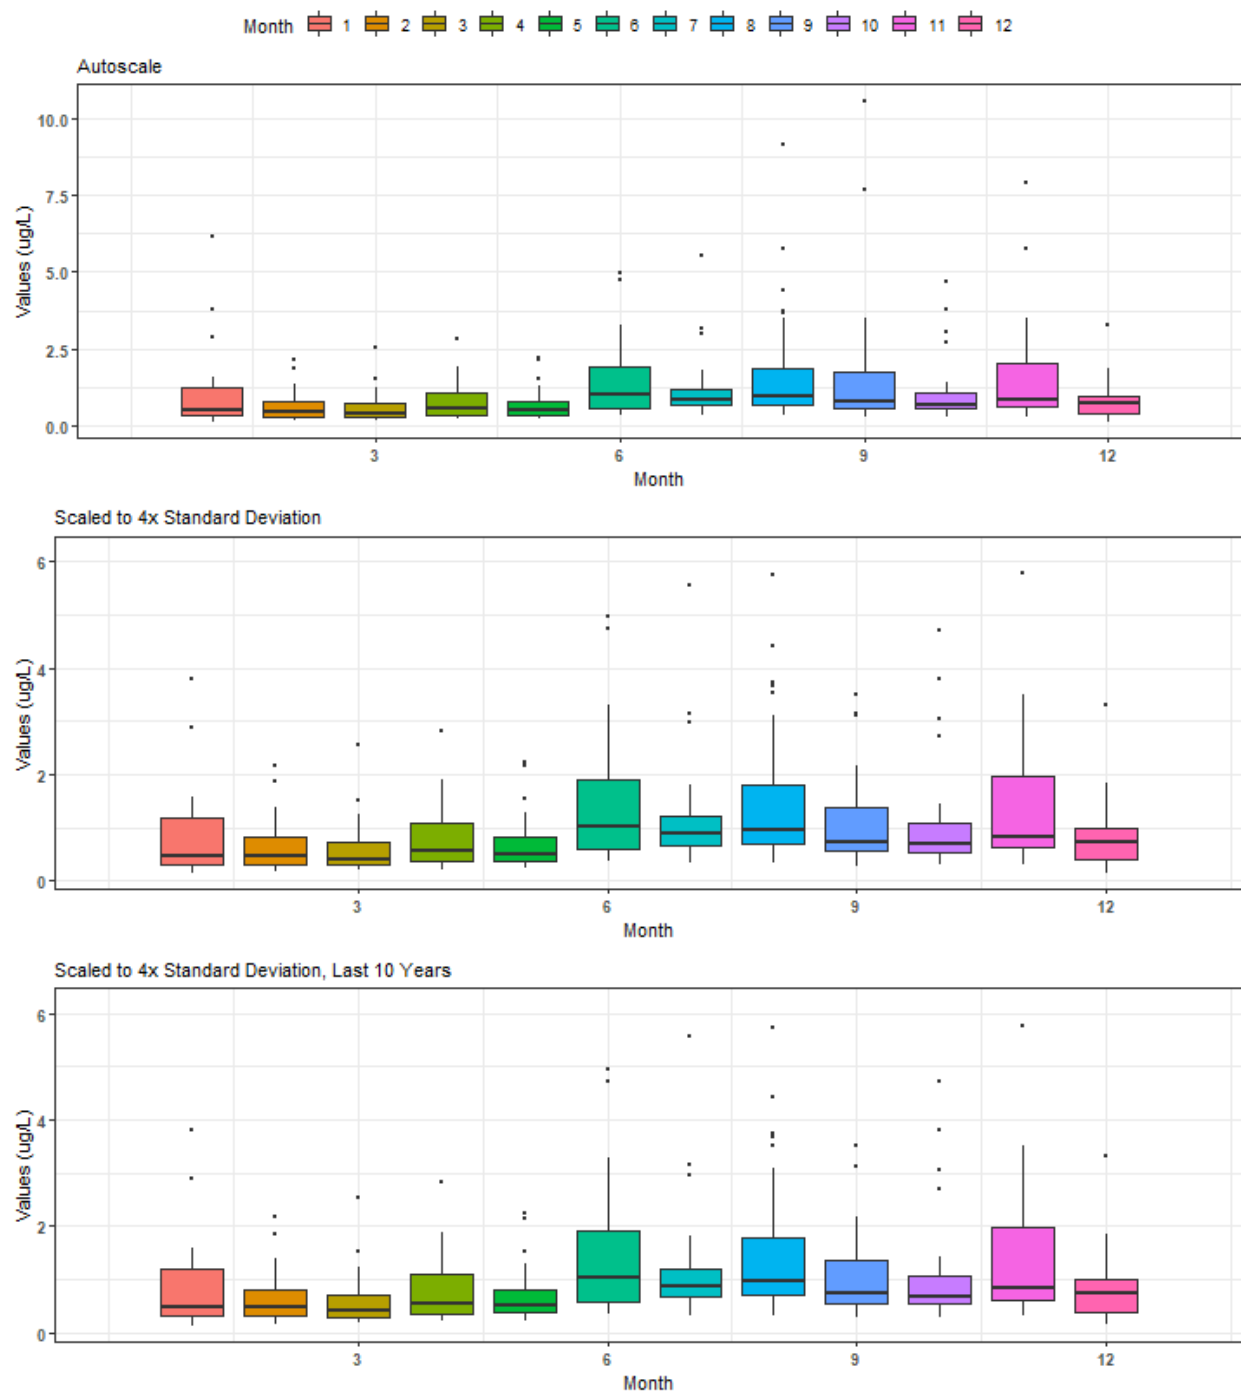 Month 1 2 3 4 5 6 7 8 9 10 11 12
Autoscale
10.0
7.5
5.0
2.5
0.0
Values (ug/L)
3 6 9 12
Month
Scaled to 4x Standard Deviation
6
4
2
0
Values (ug/L)
3 6 9 12
Month
Scaled to 4x Standard Deviation, Last 10 Years
6
4
2
0
Values (ug/L)
3 6 9 12
Month